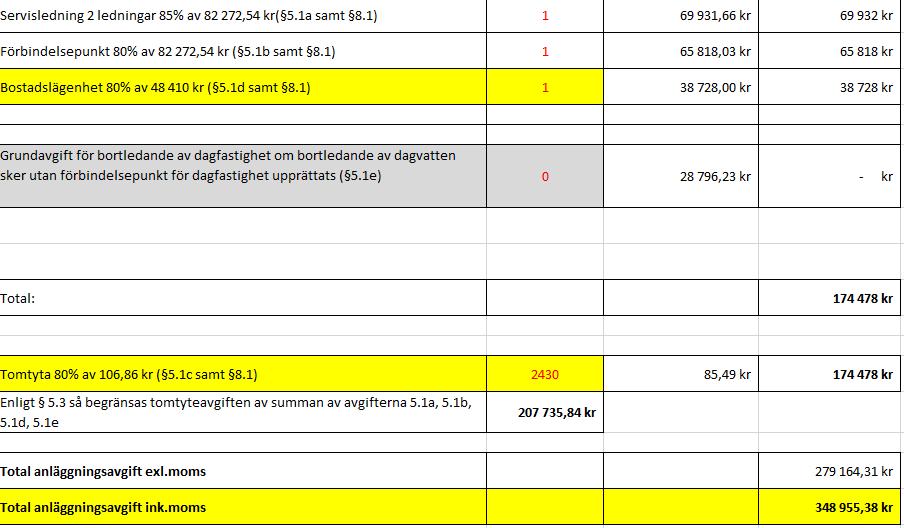 Servisledning 2 ledningar 85% av 82 272,54 kr(§5.1a samt §8.1) 1 69 931,66 kr 69 932 kr
Förbindelsepunkt 80% av 82 272,54 kr (§5.1b samt §8.1) 1 65 818,03 kr 65 818 kr
Bostadslägenhet 80% av 48 410 kr (§5.1d samt §8.1) 1 38 728,00 kr 38 728 kr
Grundavgift för bortledande av dagfastighet om bortledande av dagvatten
sker utan förbindelsepunkt för dagfastighet upprättats (§5.1e) 0 28 796,23 kr - kr
Total: 174 478 kr
Tomtyta 80% av 106,86 kr (§5.1c samt §8.1) 2430 85,49 kr 174 478 kr
Enligt § 5.3 så begränsas tomtyteavgiften av summan av avgifterna 5.1a, 5.1b,
5.1d, 5.1e 207 735,84 kr
Total anläggningsavgift exl.moms 279 164,31 kr
Total anläggningsavgift ink.moms 348 955,38 kr